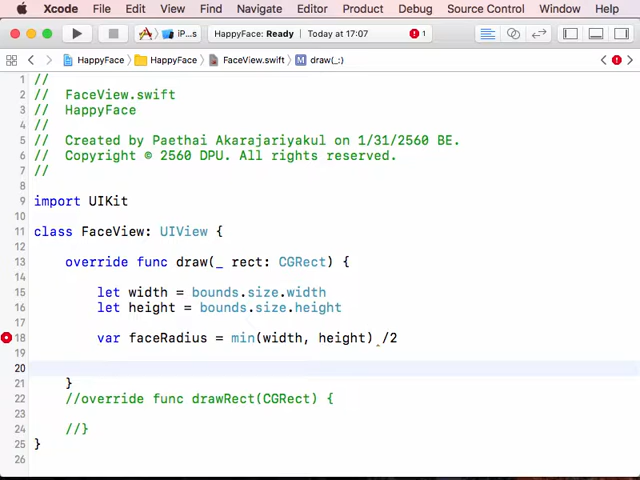 Xcode File Edit View Find Navigate Editor Product Debug Source Control Window Help
iP...s HappyFace: Ready Today at 17:07 1
HappyFace HappyFace FaceView.swift M draw(_:)
1 //
2 // FaceView.swift
3 // HappyFace
4 //
5 // Created by Paethai Akarajariyakul on 1/31/2560 BE.
6 // Copyright © 2560 DPU. All rights reserved.
7 //
8
9 import UIKit
10
11 class FaceView: UIView {
12
13 override func draw(_ rect: CGRect) {
14
15 let width = bounds.size.width
16 let height = bounds.size.height
17
18 var faceRadius = min(width, height) /2
19
20
21 }
22 //override func drawRect(CGRect) {
23
24 //}
25 }
26